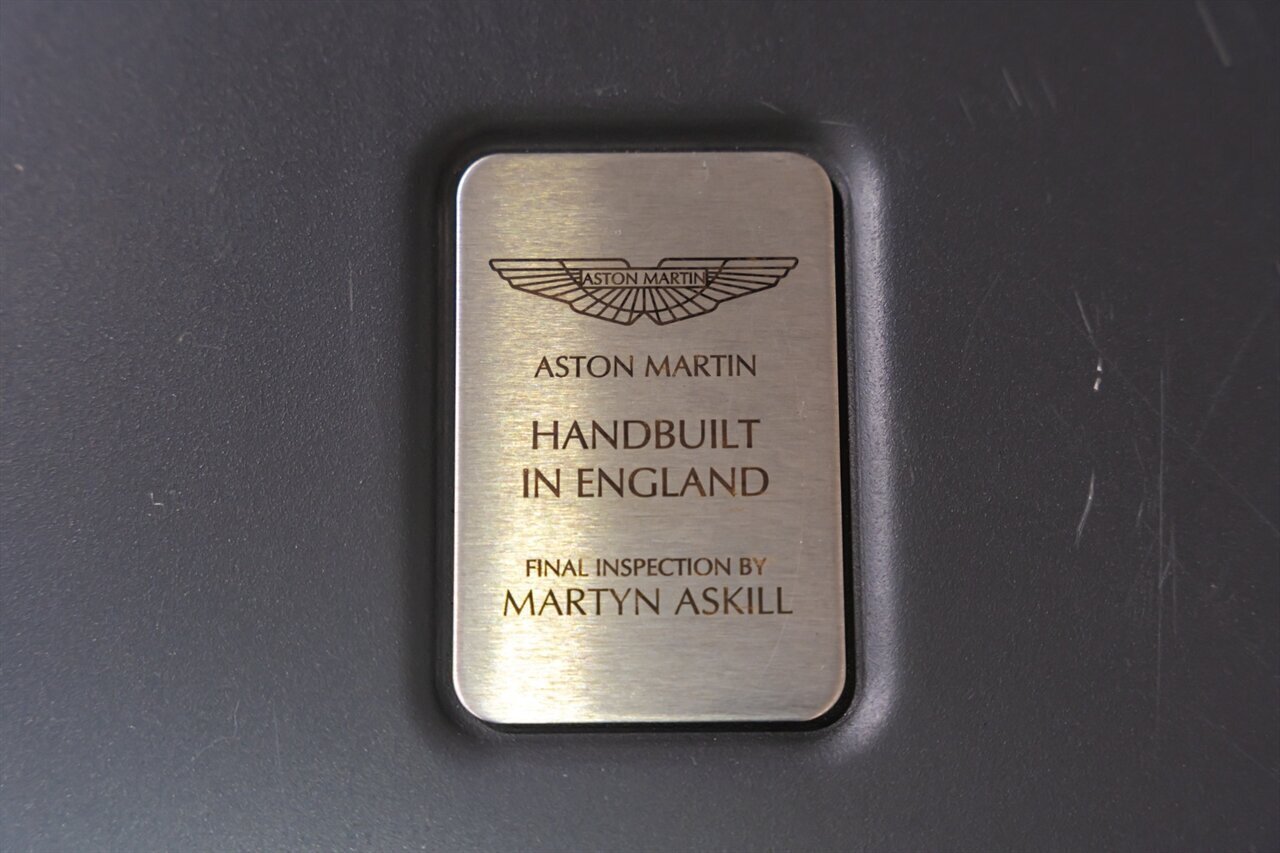 ASTON MARTIN
ASTON MARTIN
HANDBUILT
IN ENGLAND
FINAL INSPECTION BY
MARTYN ASKILL